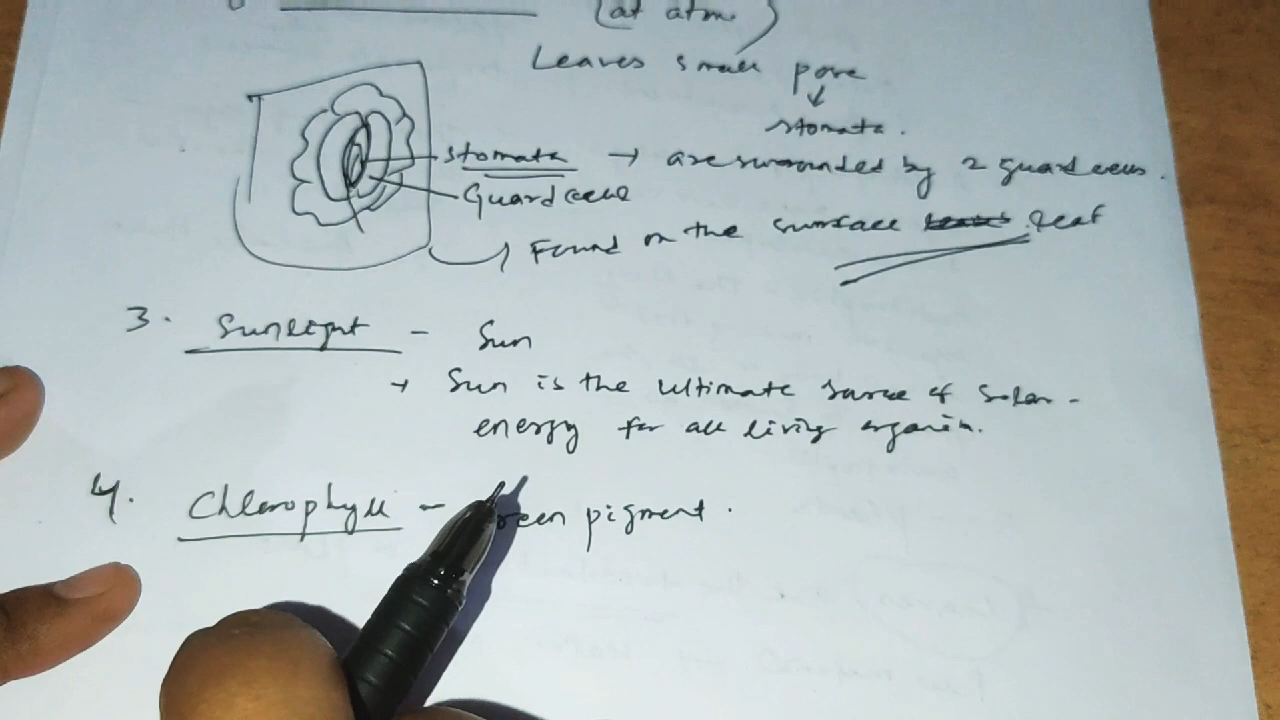 (at atm)
Leaves small pore
↓
stomata.
stomata → are surrounded by 2 guard cells.
Guard cell
Found on the surface leaf
3. Sunlight - Sun
→ Sun is the ultimate source of Solar-
energy for all living organism.
4. Chlorophyll - Green pigment.